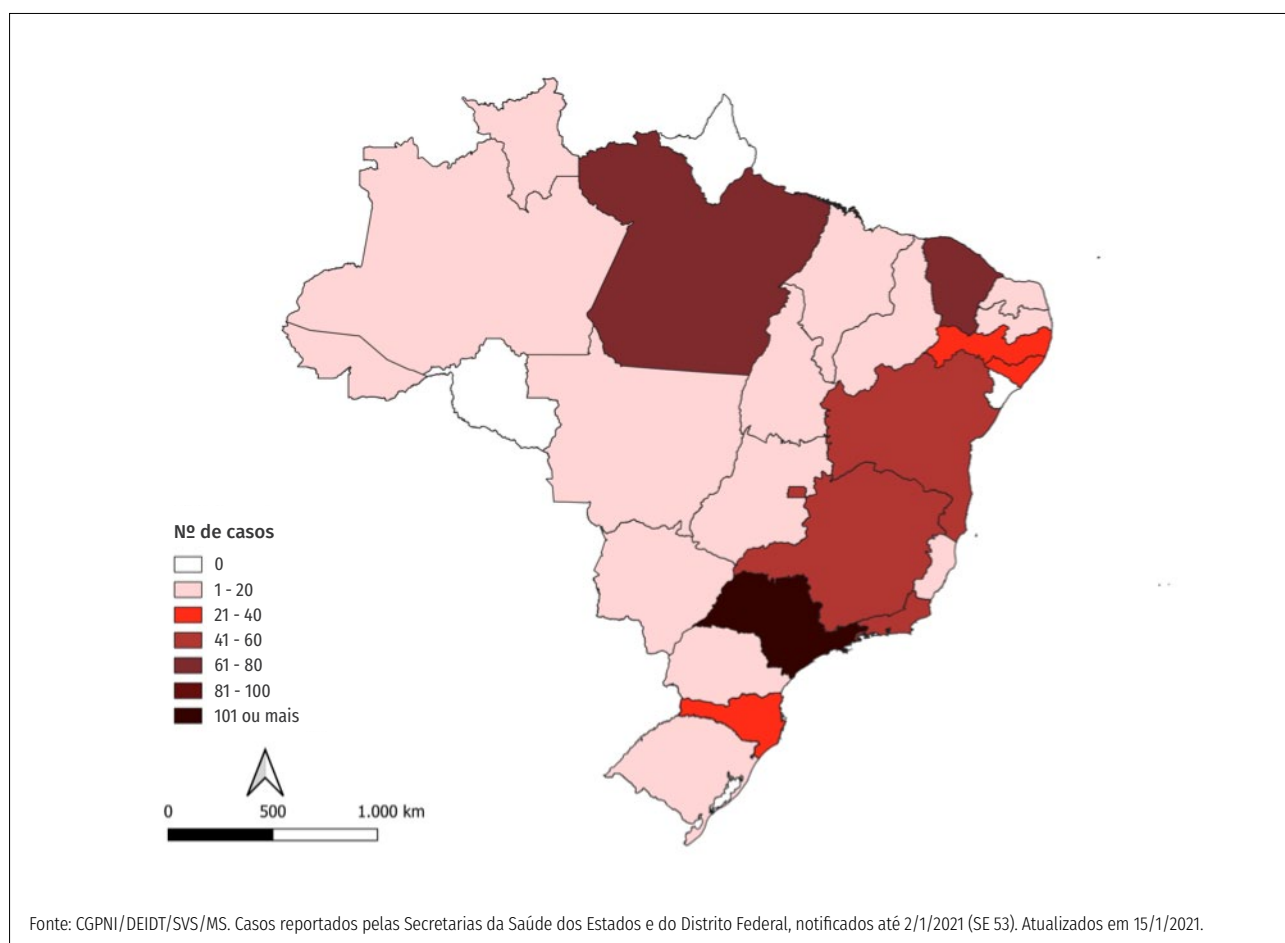 Nº de casos
0
1 - 20
21 - 40
41 - 60
61 - 80
81 - 100
101 ou mais
0 500 1.000 km
Fonte: CGPNI/DEIDT/SVS/MS. Casos reportados pelas Secretarias da Saúde dos Estados e do Distrito Federal, notificados até 2/1/2021 (SE 53). Atualizados em 15/1/2021.